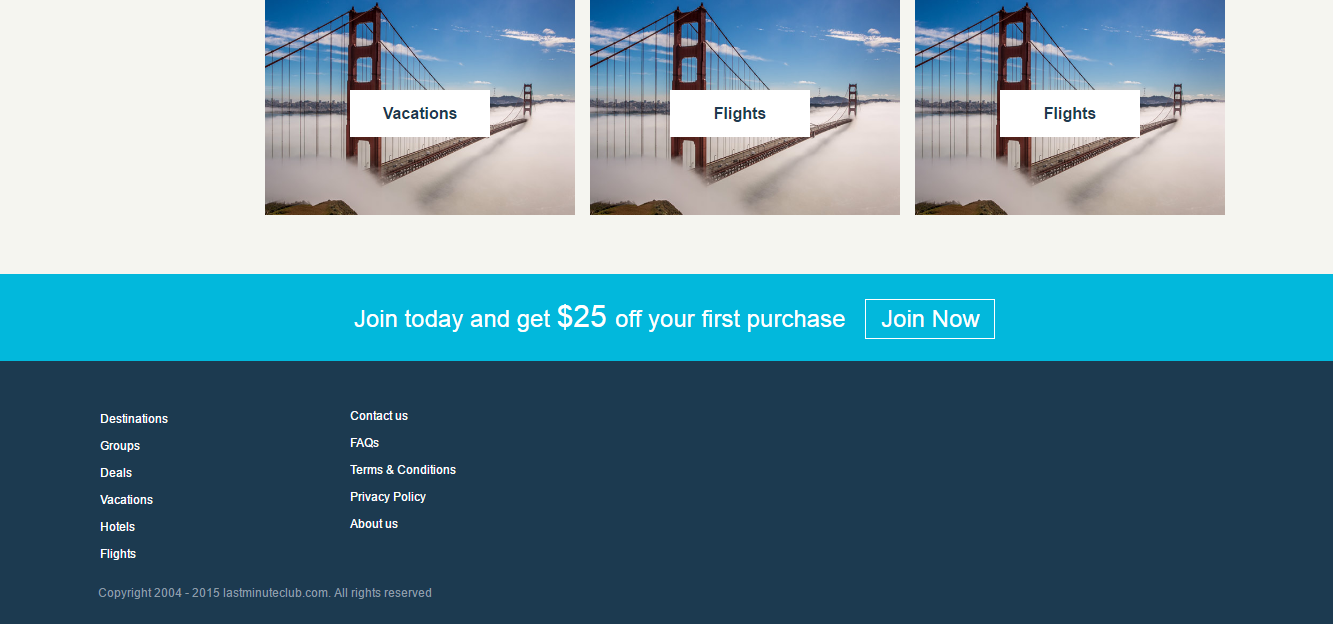 Vacations
Flights
Flights
Join today and get $25 off your first purchase
Join Now
Destinations
Groups
Deals
Vacations
Hotels
Flights
Contact us
FAQs
Terms & Conditions
Privacy Policy
About us
Copyright 2004 - 2015 lastminuteclub.com. All rights reserved